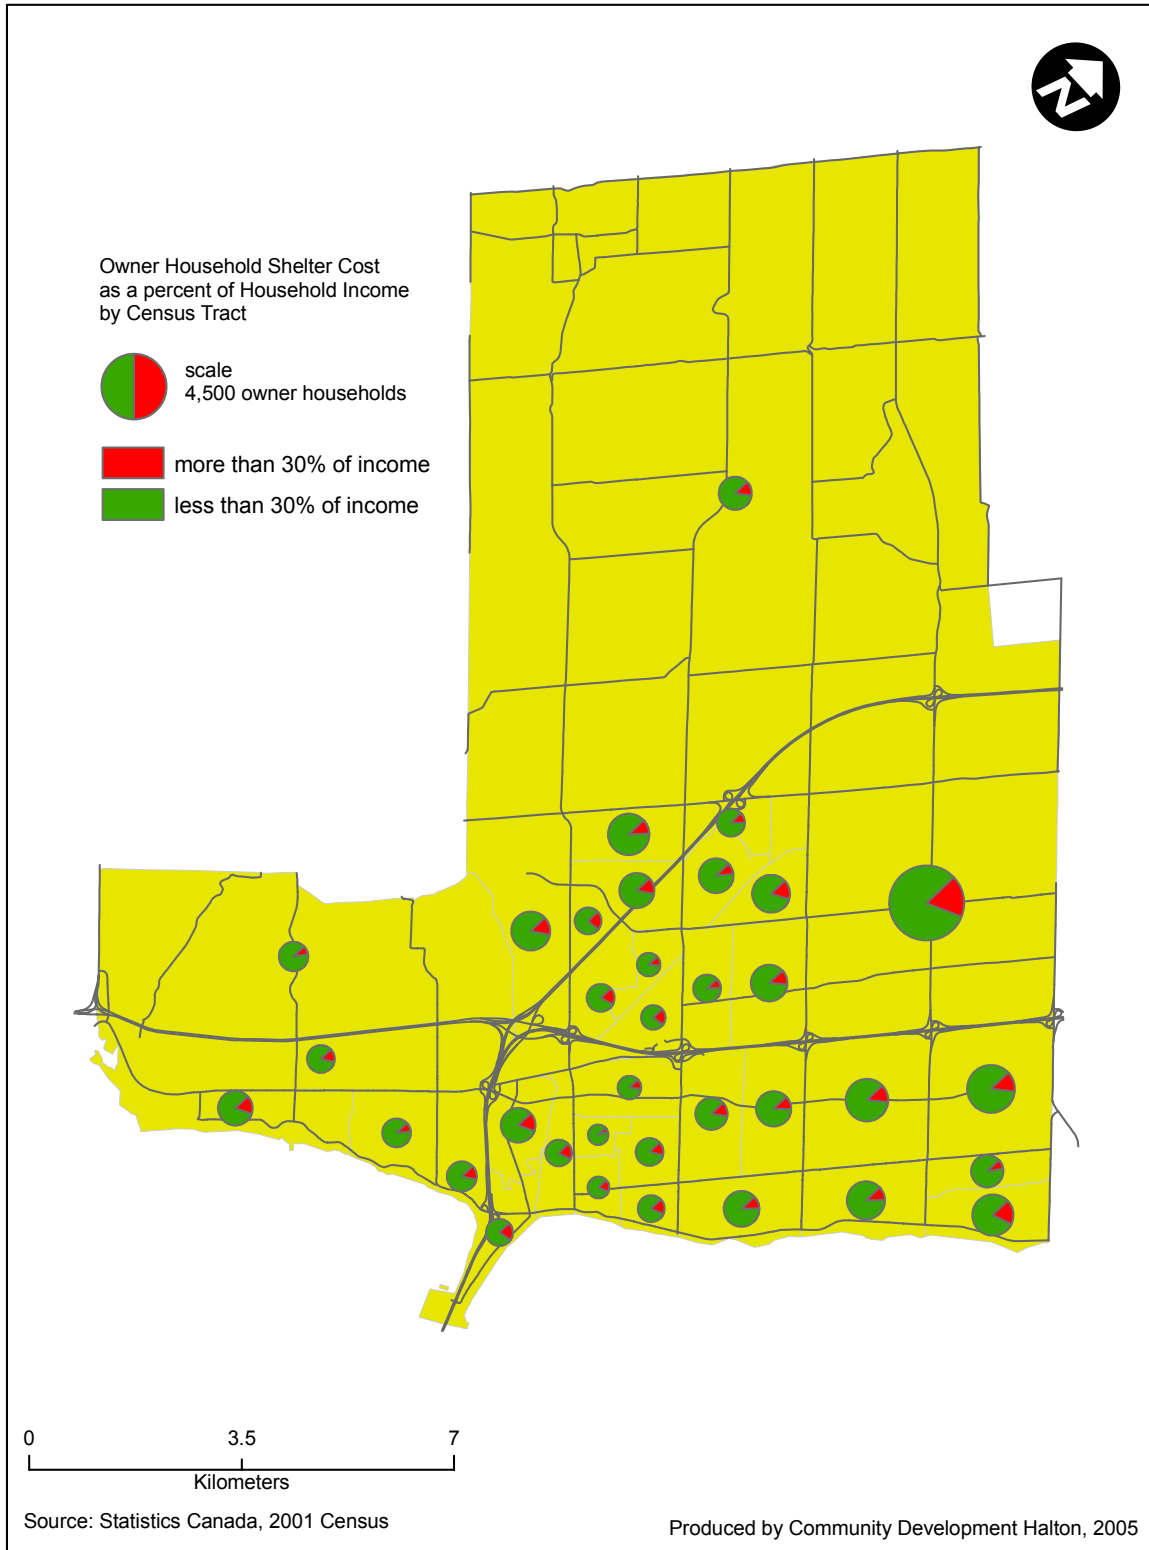 N
Owner Household Shelter Cost
as a percent of Household Income
by Census Tract
scale
4,500 owner households
more than 30% of income
less than 30% of income
0 3.5 7
Kilometers
Source: Statistics Canada, 2001 Census
Produced by Community Development Halton, 2005